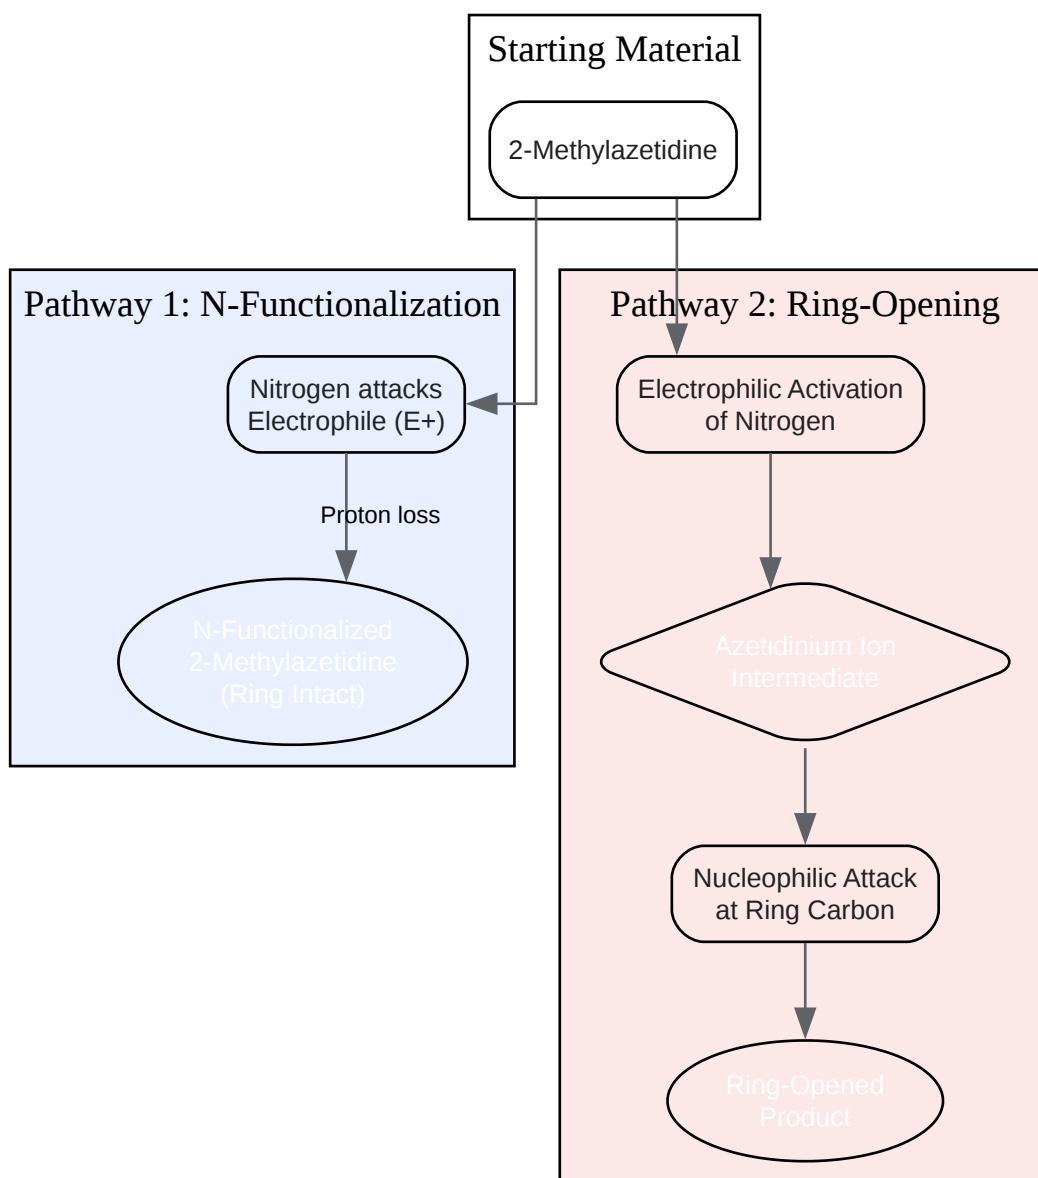 Starting Material
2-Methylazetidine
Pathway 1: N-Functionalization
Nitrogen attacks
Electrophile (E+)
Proton loss
N-Functionalized
2-Methylazetidine
(Ring Intact)
Pathway 2: Ring-Opening
Electrophilic Activation
of Nitrogen
Azetidinium Ion
Intermediate
Nucleophilic Attack
at Ring Carbon
Ring-Opened
Product